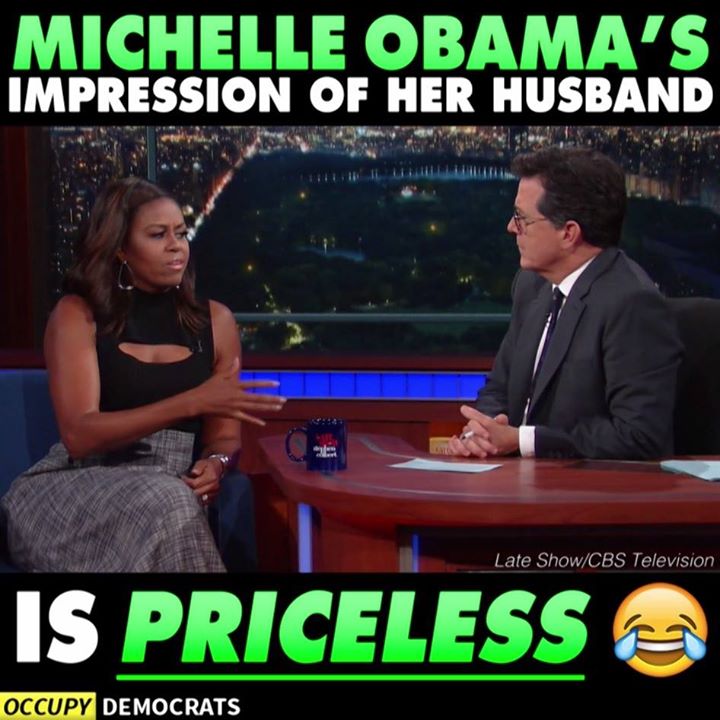 MICHELLE OBAMA'S
IMPRESSION OF HER HUSBAND
Late Show/CBS Television
IS PRICELESS
OCCUPY DEMOCRATS